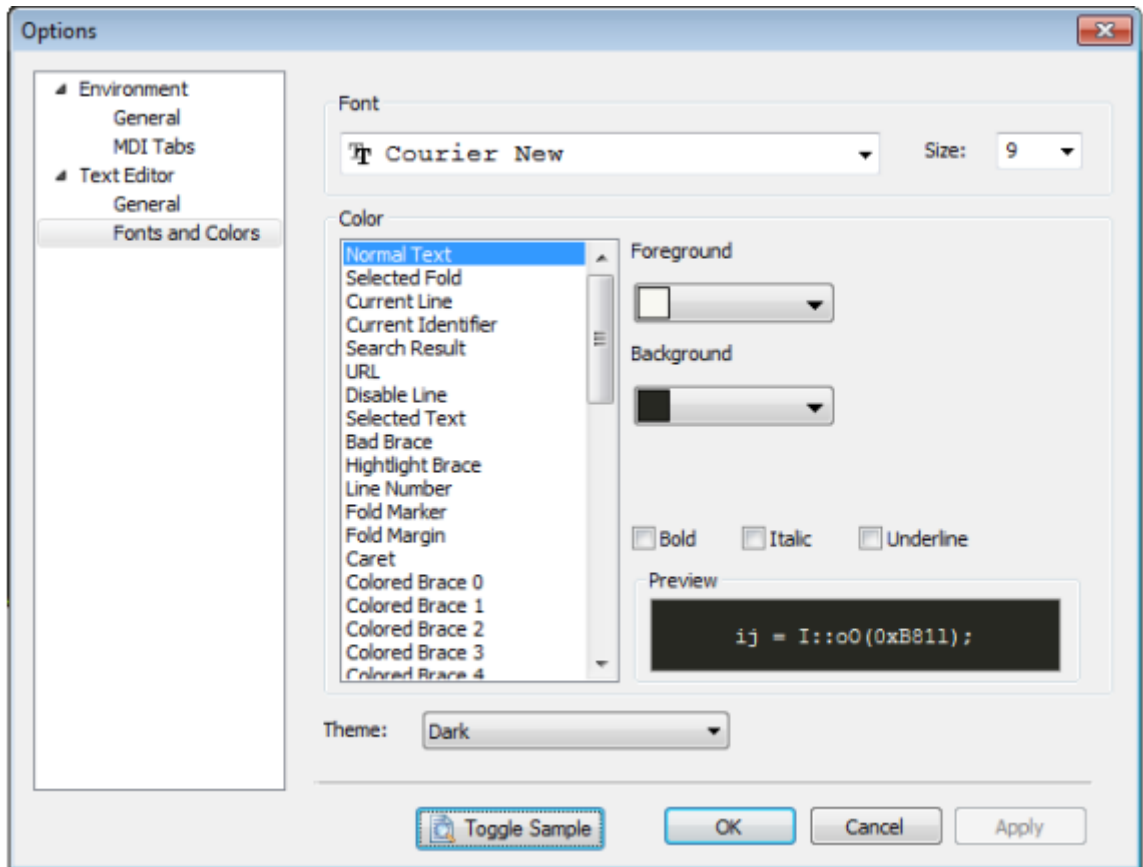 Options
Environment
General
MDI Tabs
Text Editor
General
Fonts and Colors
Font
Courier New
Size: 9
Color
Normal Text
Selected Fold
Current Line
Current Identifier
Search Result
URL
Disable Line
Selected Text
Bad Brace
Hightlight Brace
Line Number
Fold Marker
Fold Margin
Caret
Colored Brace 0
Colored Brace 1
Colored Brace 2
Colored Brace 3
Colored Brace 4
Foreground
Background
Bold Italic Underline
Preview
ij = I::oO(0xB81l);
Theme: Dark
Toggle Sample OK Cancel Apply